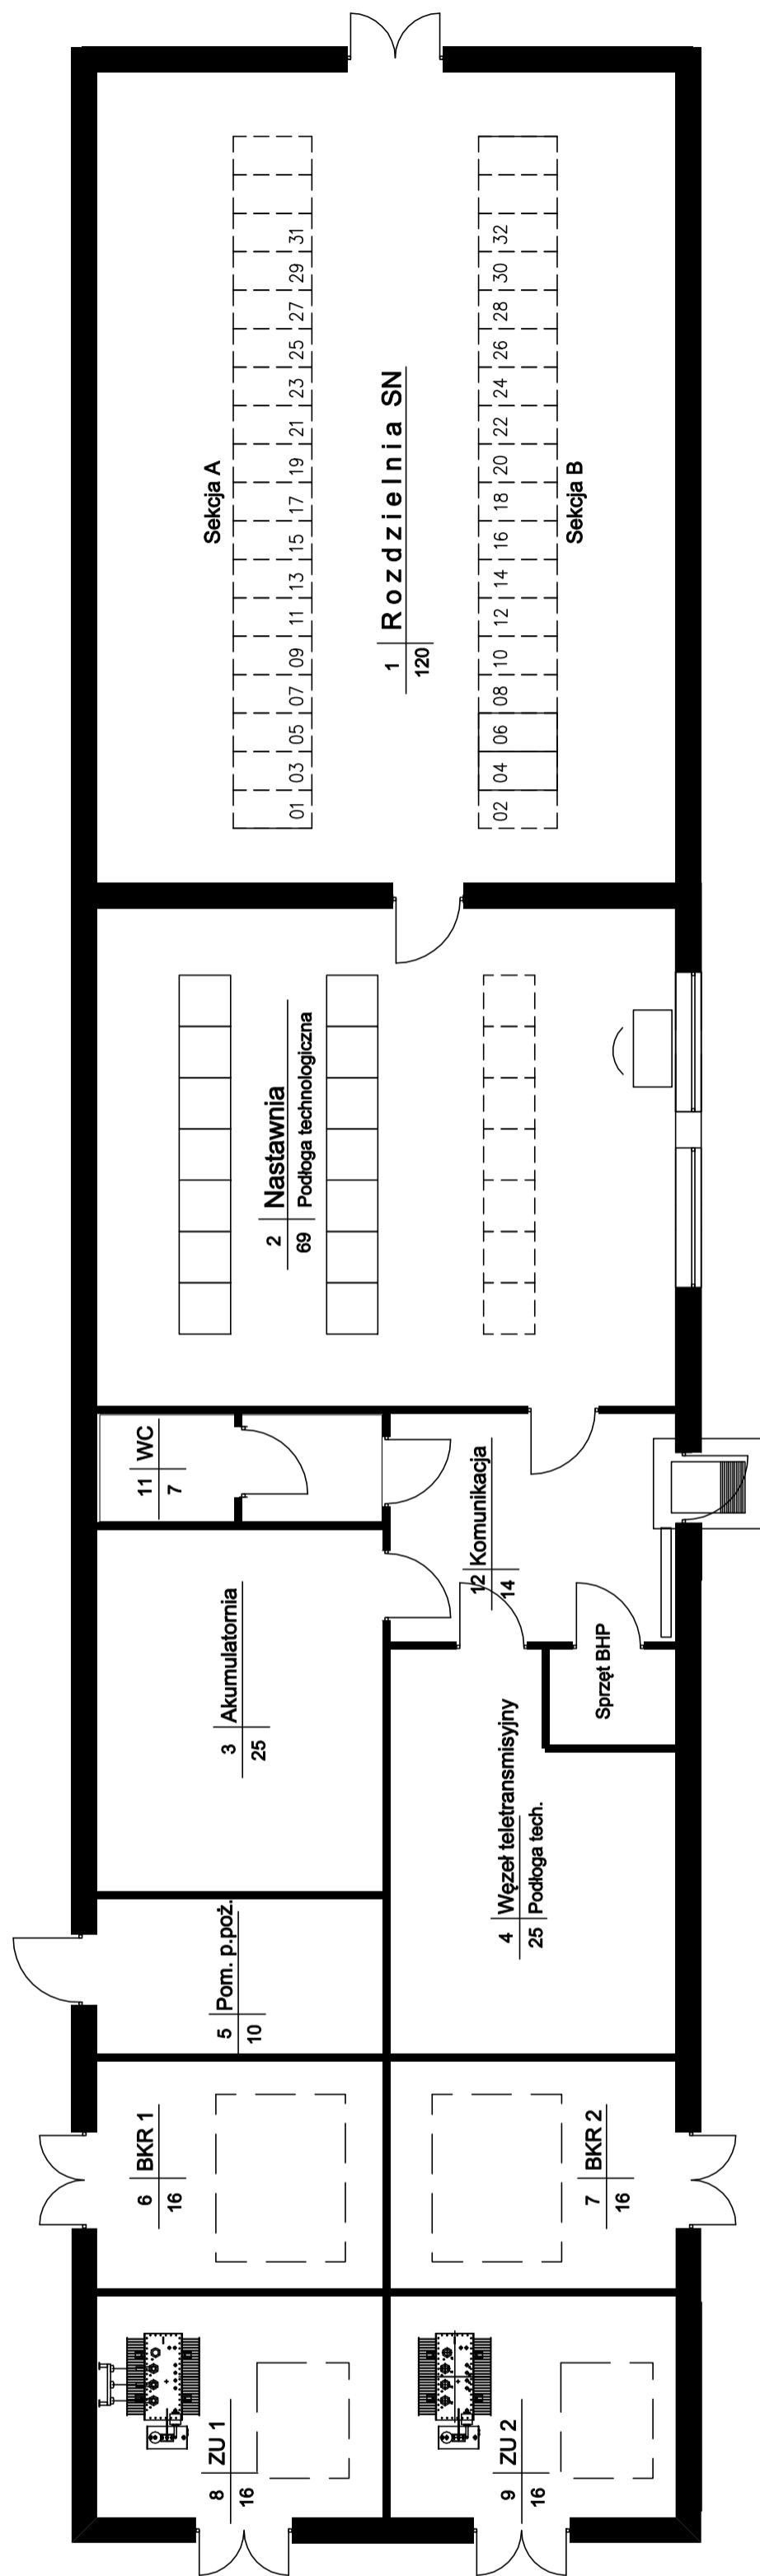 Sekcja A
01 03 05 07 09 11 13 15 17 19 21 23 25 27 29 31
1 Rozdzielnia SN
120
02 04 06 08 10 12 14 16 18 20 22 24 26 28 30 32
Sekcja B
2 Nastawnia
69 Podłoga technologiczna
11 WC
7
12 Komunikacja
14
3 Akumulatornia
25
Sprzęt BHP
4 Węzeł teletransmisyjny
25 Podłoga tech.
5 Pom. p.poż.
10
6 BKR 1
16
7 BKR 2
16
8 ZU 1
16
9 ZU 2
16